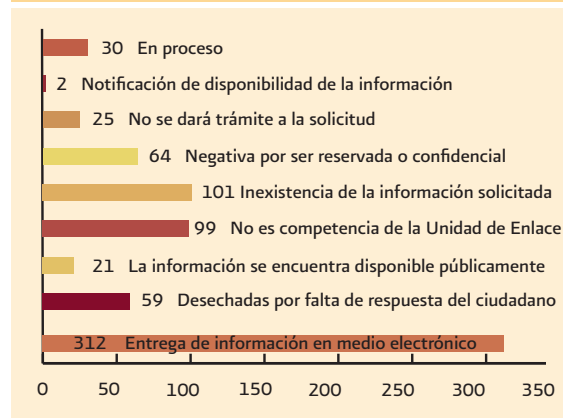 30 En proceso
2 Notificación de disponibilidad de la información
25 No se dará trámite a la solicitud
64 Negativa por ser reservada o confidencial
101 Inexistencia de la información solicitada
99 No es competencia de la Unidad de Enlace
21 La información se encuentra disponible públicamente
59 Desechadas por falta de respuesta del ciudadano
312 Entrega de información en medio electrónico
0 50 100 150 200 250 300 350